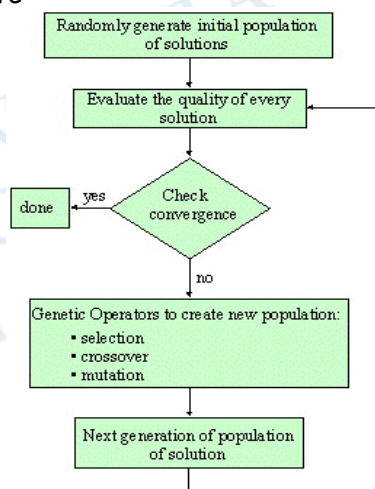 Randomly generate initial population
of solutions
Evaluate the quality of every
solution
Check
convergence
yes
done
no
Genetic Operators to create new population:
▪ selection
▪ crossover
▪ mutation
Next generation of population
of solution